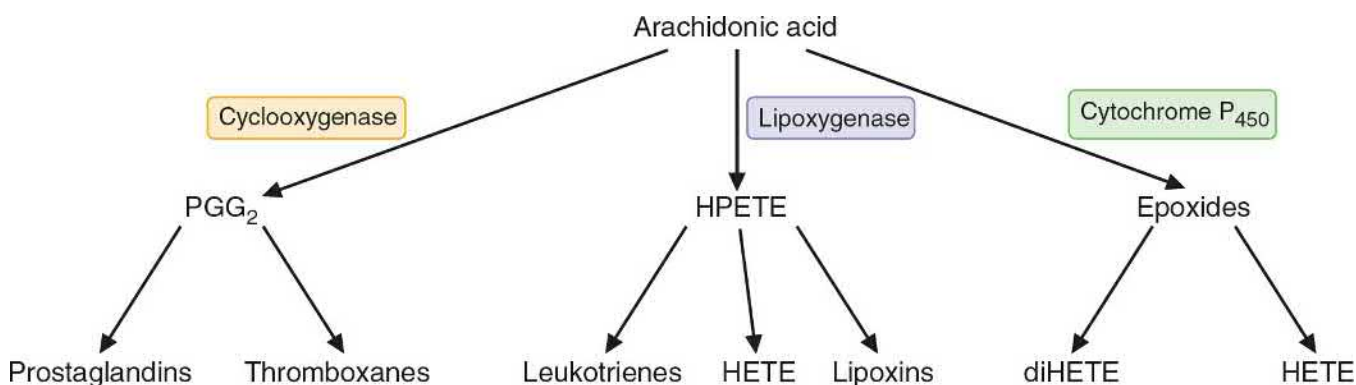 Arachidonic acid
Cyclooxygenase
Lipoxygenase
Cytochrome P450
PGG2
HPETE
Epoxides
Prostaglandins
Thromboxanes
Leukotrienes
HETE
Lipoxins
diHETE
HETE